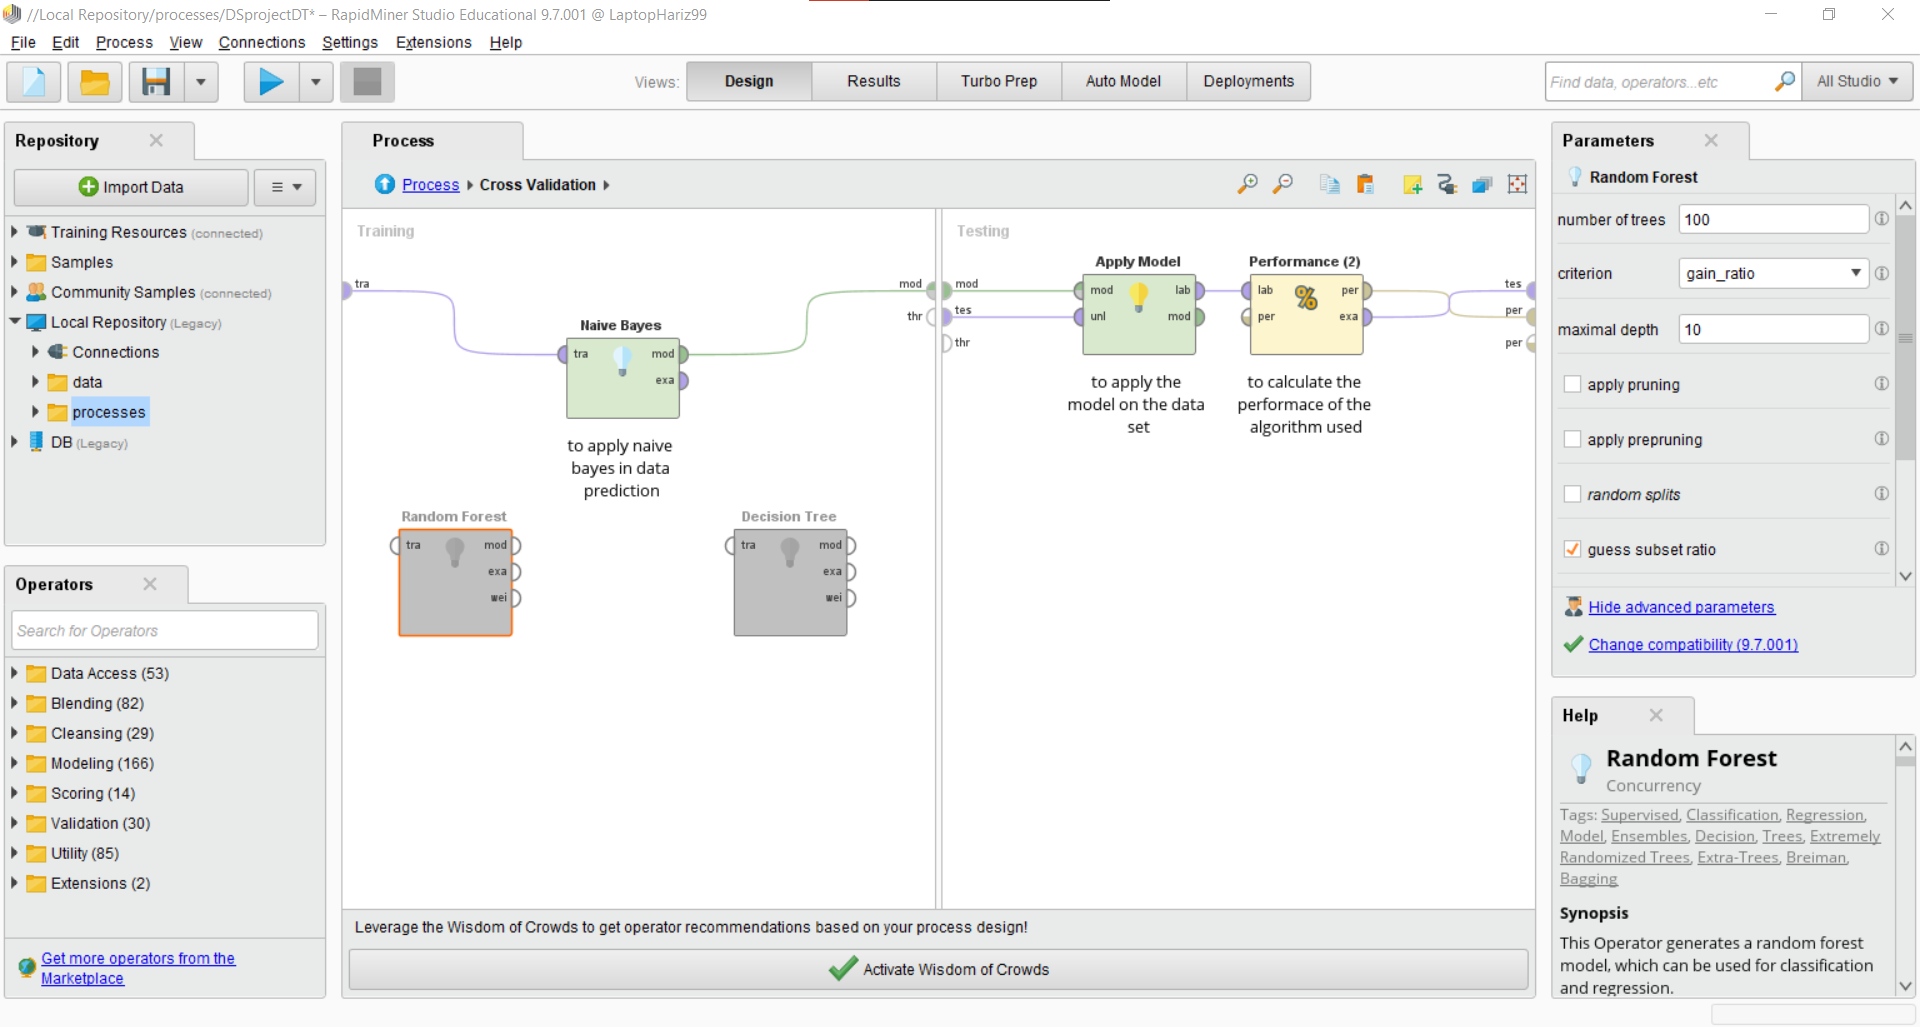 //Local Repository/processes/DSprojectDT* – RapidMiner Studio Educational 9.7.001 @ LaptopHariz99
File Edit Process View Connections Settings Extensions Help
Views: Design Results Turbo Prep Auto Model Deployments
Find data, operators...etc All Studio
Repository
Import Data
Training Resources (connected)
Samples
Community Samples (connected)
Local Repository (Legacy)
Connections
data
processes
DB (Legacy)
Operators
Search for Operators
Data Access (53)
Blending (82)
Cleansing (29)
Modeling (166)
Scoring (14)
Validation (30)
Utility (85)
Extensions (2)
Get more operators from the
Marketplace
Process
Process Cross Validation
Training
tra
mod
thr
Naive Bayes
tra mod
exa
to apply naive
bayes in data
prediction
Random Forest
tra mod
exa
wei
Decision Tree
tra mod
exa
wei
Testing
mod
tes
thr
Apply Model
mod lab
unl mod
to apply the
model on the data
set
Performance (2)
lab per
per exa
to calculate the
performace of the
algorithm used
tes
per
per
Leverage the Wisdom of Crowds to get operator recommendations based on your process design!
Activate Wisdom of Crowds
Parameters
Random Forest
number of trees 100
criterion gain_ratio
maximal depth 10
apply pruning
apply prepruning
random splits
guess subset ratio
Hide advanced parameters
Change compatibility (9.7.001)
Help
Random Forest
Concurrency
Tags: Supervised, Classification, Regression,
Model, Ensembles, Decision, Trees, Extremely
Randomized Trees, Extra-Trees, Breiman,
Bagging
Synopsis
This Operator generates a random forest
model, which can be used for classification
and regression.